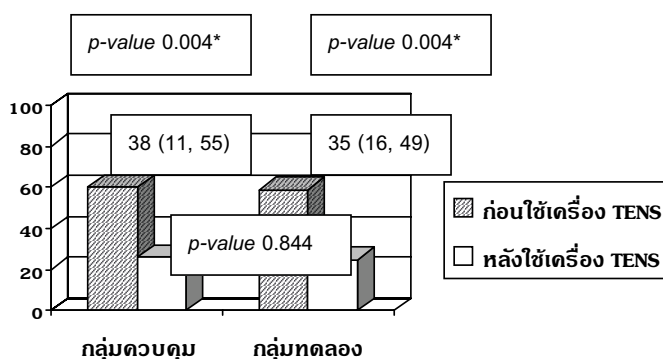 p-value 0.004*
p-value 0.004*
100
80
60
40
20
0
38 (11, 55)
35 (16, 49)
p-value 0.844
ก่อนใช้เครื่อง TENS
หลังใช้เครื่อง TENS
กลุ่มควบคุม
กลุ่มทดลอง